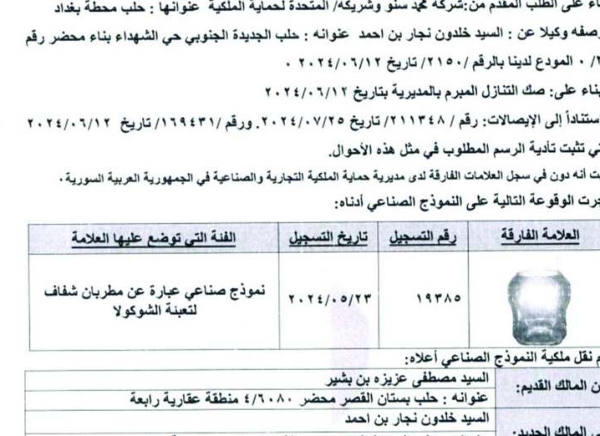 اء على الطلب المقدم من: شركة محمد سنو وشريكه/ المتحدة لحماية الملكية عنوانها : حلب محطة بغداد
صفه وكيلا عن : السيد خلدون نجار بن احمد عنوانه : حلب الجديدة الجنوبي حي الشهداء بناء محضر رقم
/ ٠ المودع لدينا بالرقم /٢١٥٠/ تاريخ ٢٠٢٤/٠٦/١٢ ٠
ناء على: صك التنازل المبرم بالمديرية بتاريخ ٢٠٢٤/٠٦/١٢
ستناداً إلى الإيصالات: رقم /٢١١٣٤٨/ تاريخ ٢٠٢٤/٠٧/٢٥. ورقم /١٦٩٤٣١/ تاريخ ٢٠٢٤/٠٦/١٢
ي تثبت تأدية الرسم المطلوب في مثل هذه الأحوال.
ت أنه دون في سجل العلامات الفارقة لدى مديرية حماية الملكية التجارية والصناعية في الجمهورية العربية السورية٠
جرت الوقوعة التالية على النموذج الصناعي أدناه:
العلامة الفارقة رقم التسجيل تاريخ التسجيل الفئة التي توضع عليها العلامة
١٩٣٨٥ ٢٠٢٤/٠٥/٢٣ نموذج صناعي عبارة عن مطربان شفاف
لتعبئة الشوكولا
م نقل ملكية النموذج الصناعي أعلاه:
ن المالك القديم: السيد مصطفى عزيزه بن بشير
عنوانه : حلب بستان القصر محضر ٤/٦٠٨٠ منطقة عقارية رابعة
ى المالك الجديد: السيد خلدون نجار بن احمد